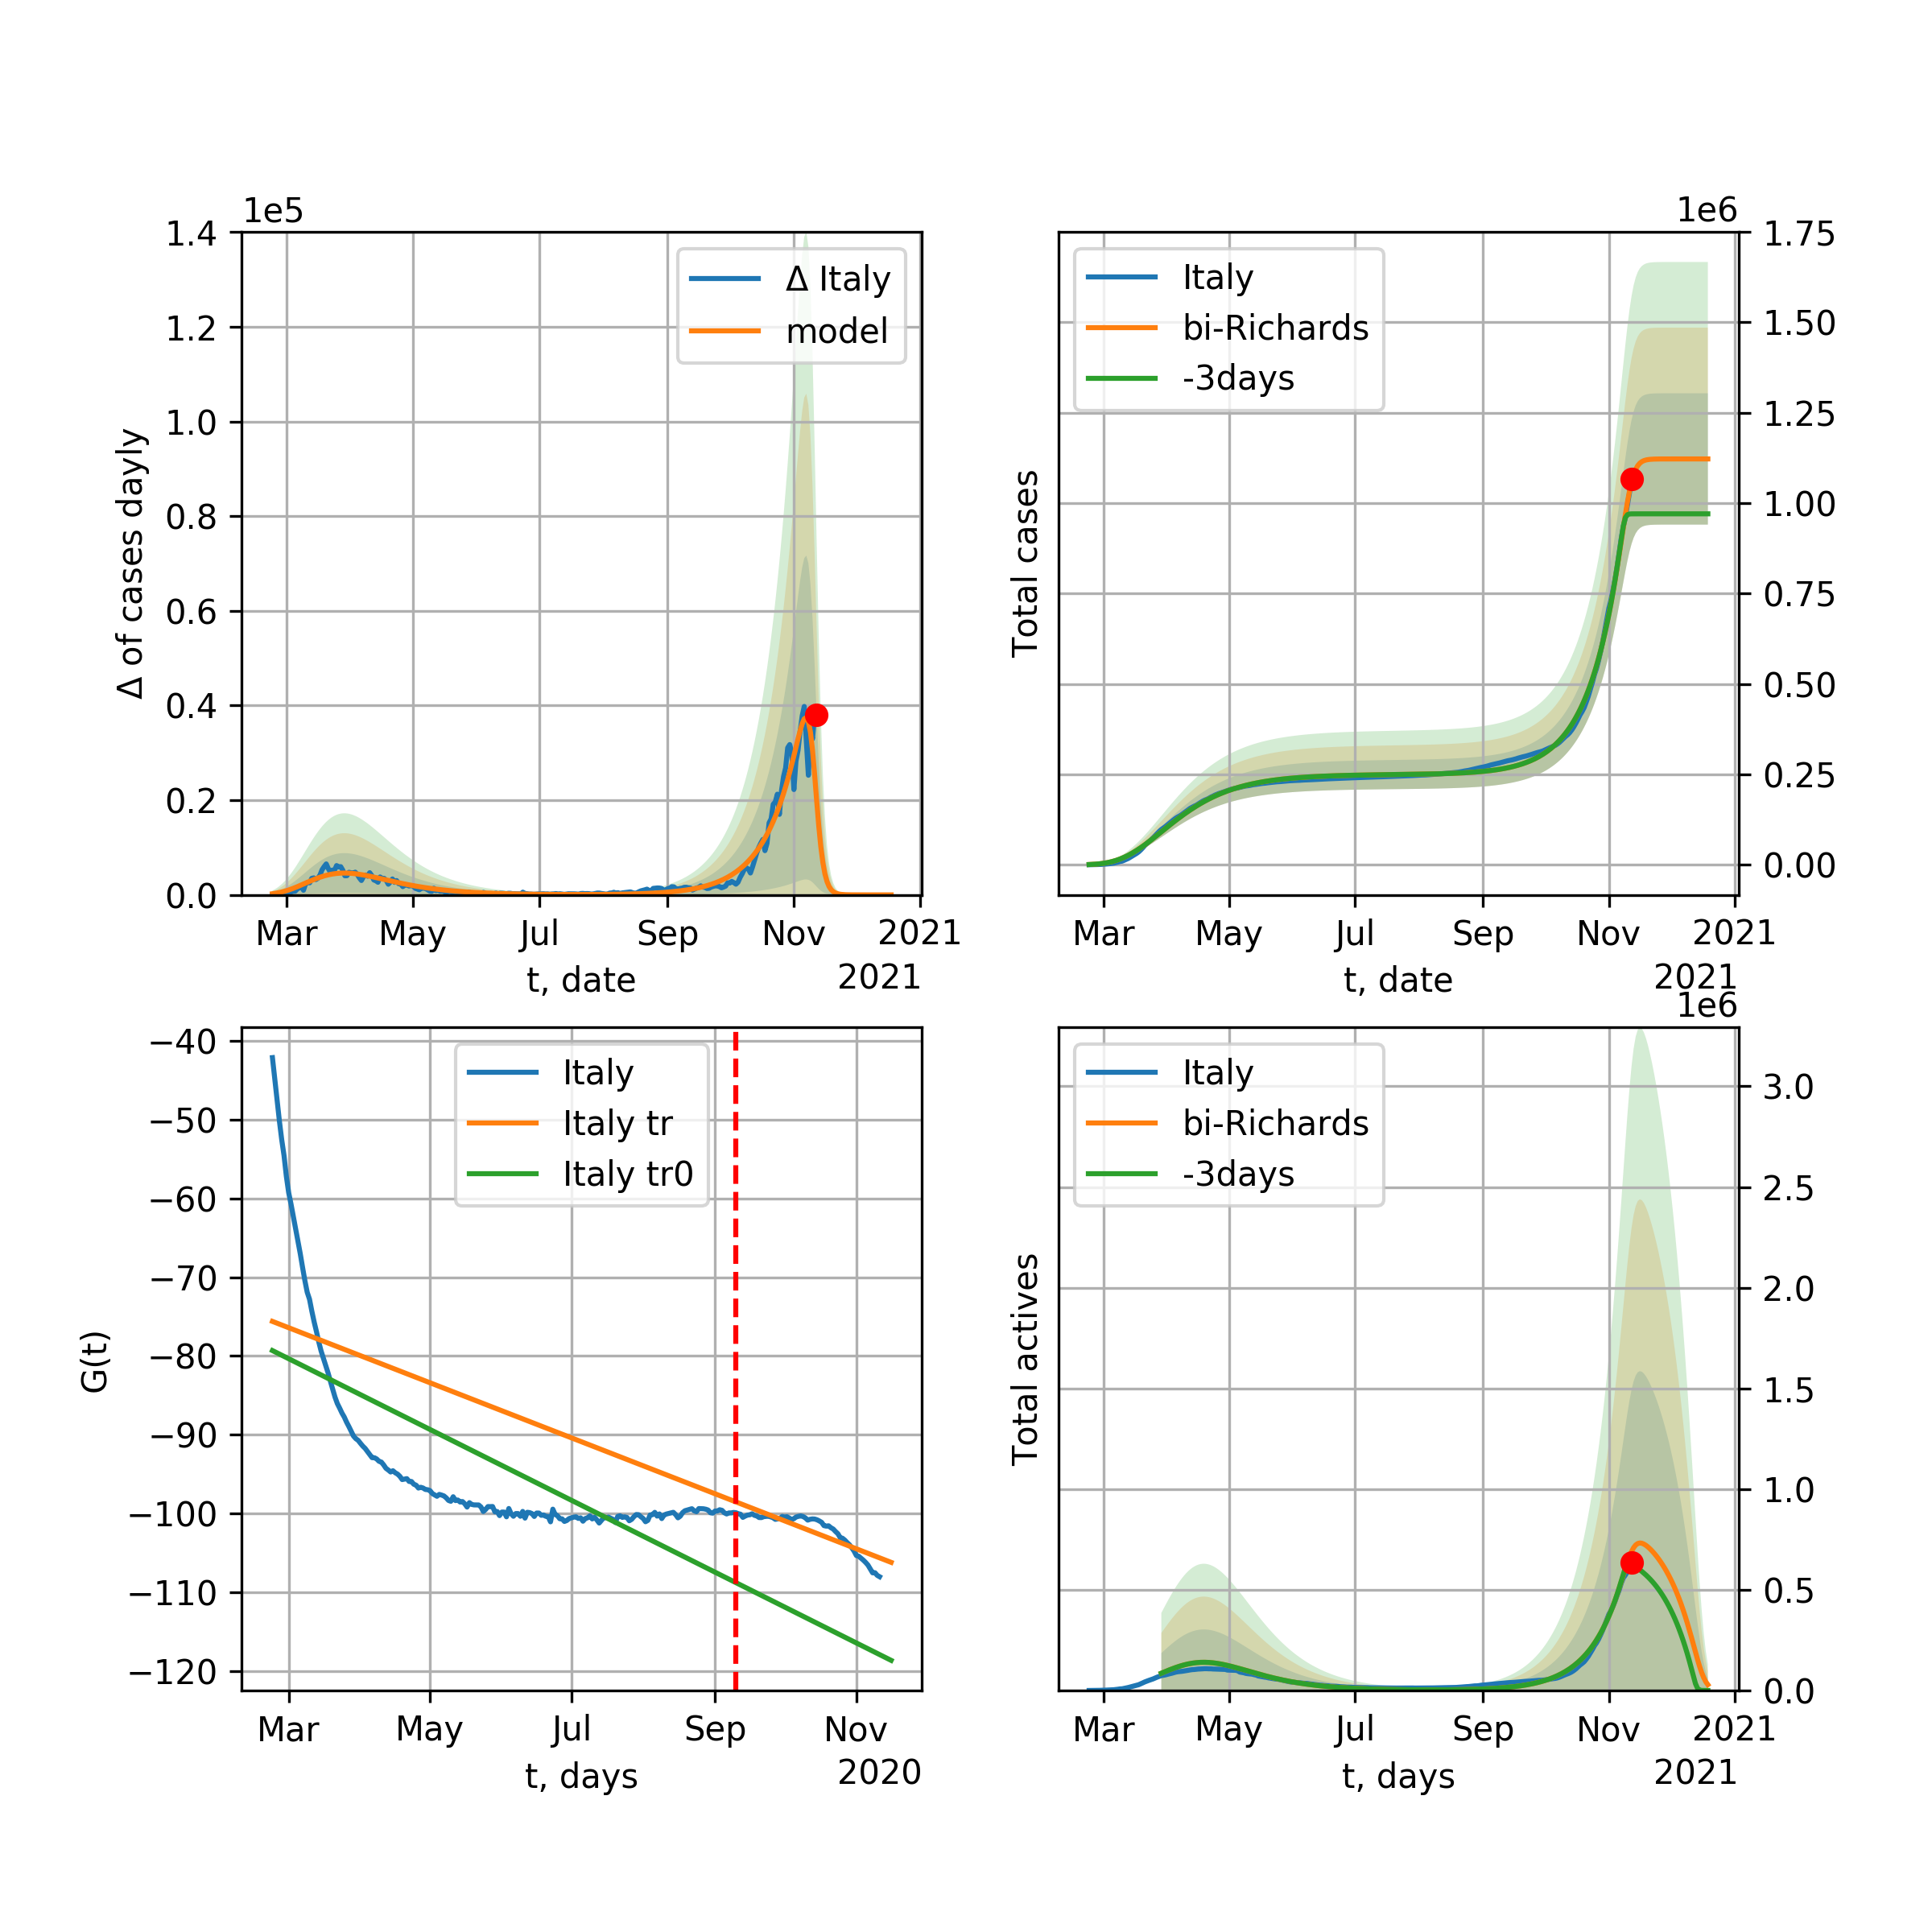 1e5
1.4
1.2
1.0
0.8
0.6
0.4
0.2
0.0
Δ of cases dayly
Δ Italy
model
Mar May Jul Sep Nov 2021
t, date
2021
1e6
1.75
1.50
1.25
1.00
0.75
0.50
0.25
0.00
Total cases
Italy
bi-Richards
-3days
Mar May Jul Sep Nov 2021
t, date
2021
−40
−50
−60
−70
−80
−90
−100
−110
−120
G(t)
Italy
Italy tr
Italy tr0
Mar May Jul Sep Nov
t, days
2020
1e6
3.0
2.5
2.0
1.5
1.0
0.5
0.0
Total actives
Italy
bi-Richards
-3days
Mar May Jul Sep Nov 2021
t, days
2021